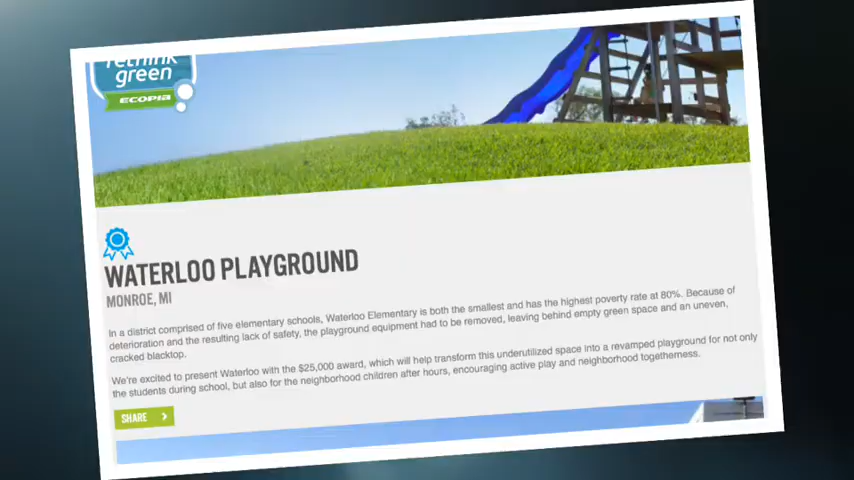 rethink
green
ECOPIA
WATERLOO PLAYGROUND
MONROE, MI
In a district comprised of five elementary schools, Waterloo Elementary is both the smallest and has the highest poverty rate at 80%. Because of
deterioration and the resulting lack of safety, the playground equipment had to be removed, leaving behind empty green space and an uneven,
cracked blacktop.
We're excited to present Waterloo with the $25,000 award, which will help transform this underutilized space into a revamped playground for not only
the students during school, but also for the neighborhood children after hours, encouraging active play and neighborhood togetherness.
SHARE